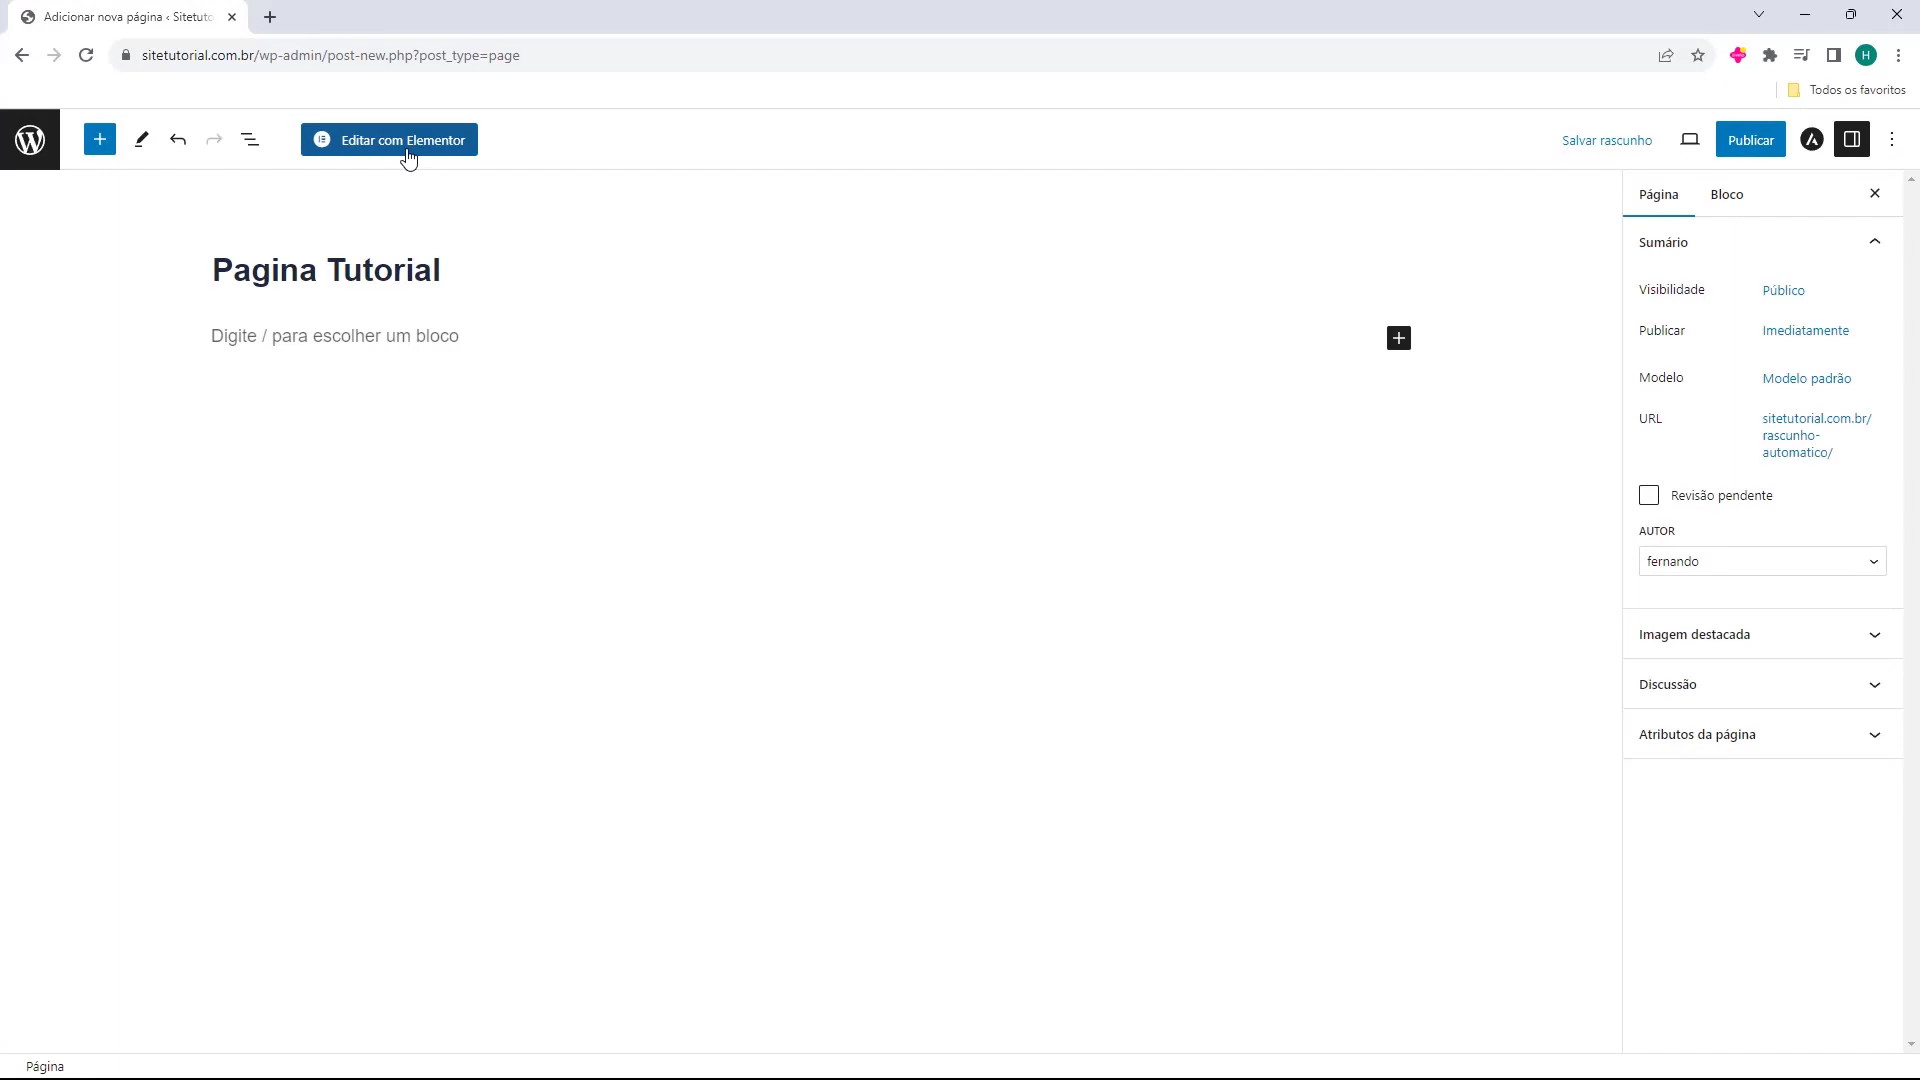 Adicionar nova página ‹ Sitetuto
sitetutorial.com.br/wp-admin/post-new.php?post_type=page
H
Todos os favoritos
Editar com Elementor
Salvar rascunho
Publicar
Página
Bloco
Sumário
Pagina Tutorial
Visibilidade
Público
Digite / para escolher um bloco
Publicar
Imediatamente
Modelo
Modelo padrão
URL
sitetutorial.com.br/
rascunho-
automatico/
Revisão pendente
AUTOR
fernando
Imagem destacada
Discussão
Atributos da página
Página